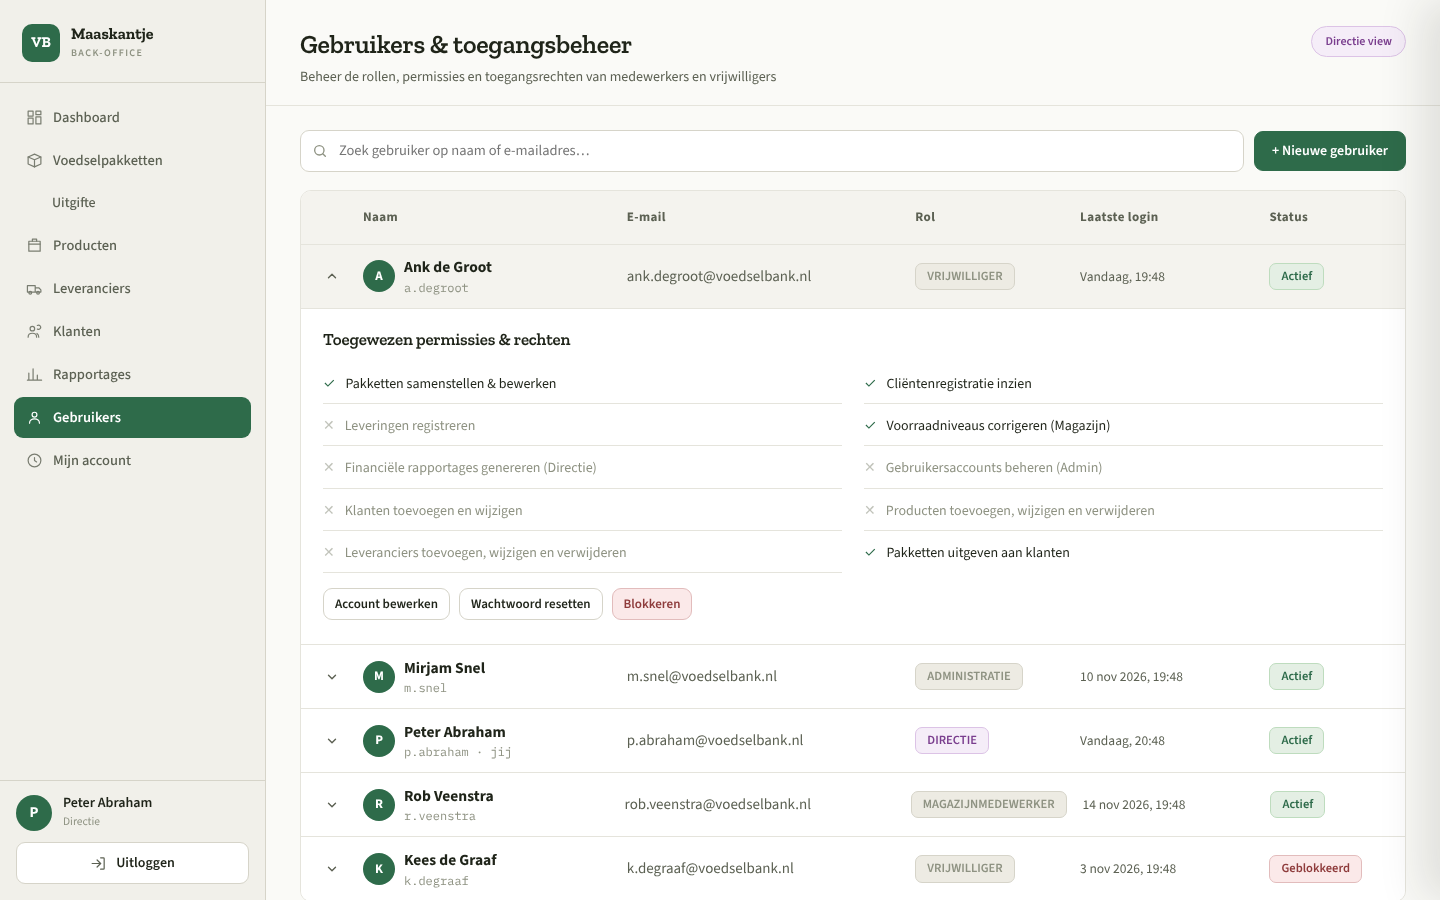 VB
Maaskantje
BACK-OFFICE
Dashboard
Voedselpakketten
Uitgifte
Producten
Leveranciers
Klanten
Rapportages
Gebruikers
Mijn account
P
Peter Abraham
Directie
Uitloggen
Gebruikers & toegangsbeheer
Beheer de rollen, permissies en toegangsrechten van medewerkers en vrijwilligers
Directie view
Zoek gebruiker op naam of e-mailadres…
+ Nieuwe gebruiker
Naam E-mail Rol Laatste login Status
A Ank de Groot ank.degroot@voedselbank.nl VRIJWILLIGER Vandaag, 19:48 Actief
a.degroot
Toegewezen permissies & rechten
Pakketten samenstellen & bewerken Cliëntenregistratie inzien
Leveringen registreren Voorraadniveaus corrigeren (Magazijn)
Financiële rapportages genereren (Directie) Gebruikersaccounts beheren (Admin)
Klanten toevoegen en wijzigen Producten toevoegen, wijzigen en verwijderen
Leveranciers toevoegen, wijzigen en verwijderen Pakketten uitgeven aan klanten
Account bewerken Wachtwoord resetten Blokkeren
M Mirjam Snel m.snel@voedselbank.nl ADMINISTRATIE 10 nov 2026, 19:48 Actief
m.snel
P Peter Abraham p.abraham@voedselbank.nl DIRECTIE Vandaag, 20:48 Actief
p.abraham · jij
R Rob Veenstra rob.veenstra@voedselbank.nl MAGAZIJNMEDEWERKER 14 nov 2026, 19:48 Actief
r.veenstra
K Kees de Graaf k.degraaf@voedselbank.nl VRIJWILLIGER 3 nov 2026, 19:48 Geblokkeerd
k.degraaf